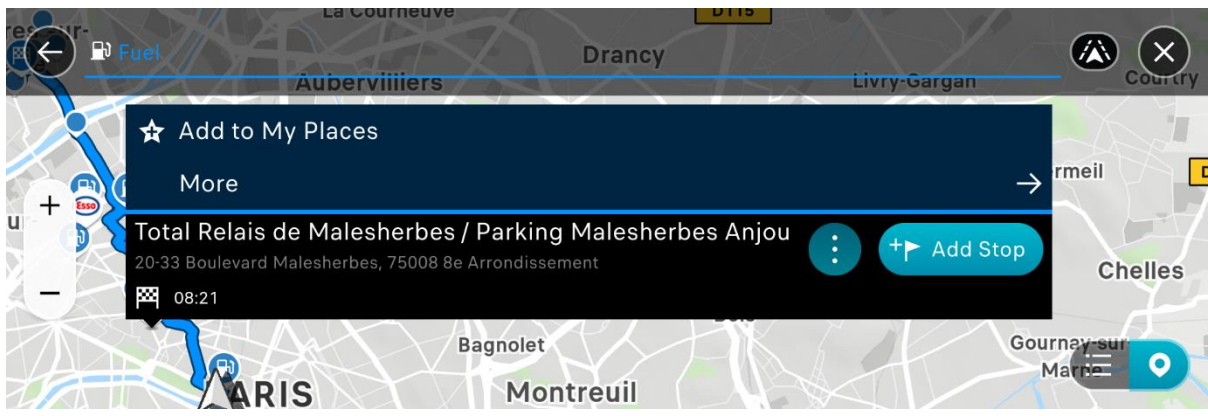 La Courneuve
D115
Fuel
Drancy
Aubervilliers
Livry-Gargan
Courtry
Add to My Places
More
+
Esso
Total Relais de Malesherbes / Parking Malesherbes Anjou
20-33 Boulevard Malesherbes, 75008 8e Arrondissement
+ Add Stop
08:21
−
Chelles
Bagnolet
Gournay-sur
Marne
ARIS
Montreuil